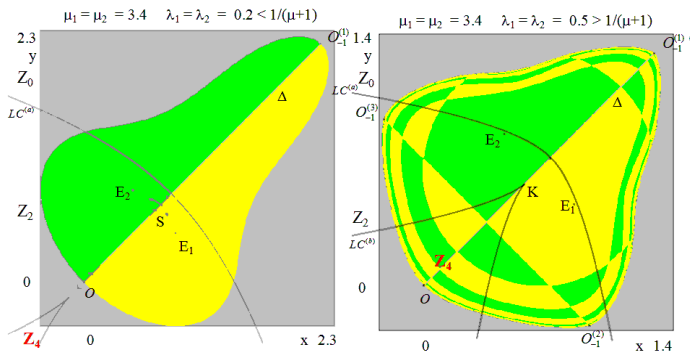 μ₁ = μ₂ = 3.4 λ₁ = λ₂ = 0.2 < 1/(μ+1)
2.3
y
Z₀
LC⁽ᵃ⁾
O₋₁⁽¹⁾
Δ
E₂
S
E₁
Z₂
0
O
Z₄
0
x 2.3
μ₁ = μ₂ = 3.4 λ₁ = λ₂ = 0.5 > 1/(μ+1)
1.4
y
Z₀
LC⁽ᵃ⁾
O₋₁⁽³⁾
O₋₁⁽¹⁾
Δ
E₂
K
E₁
Z₂
LC⁽ᵇ⁾
Z₄
0
O
O₋₁⁽²⁾
0
x 1.4